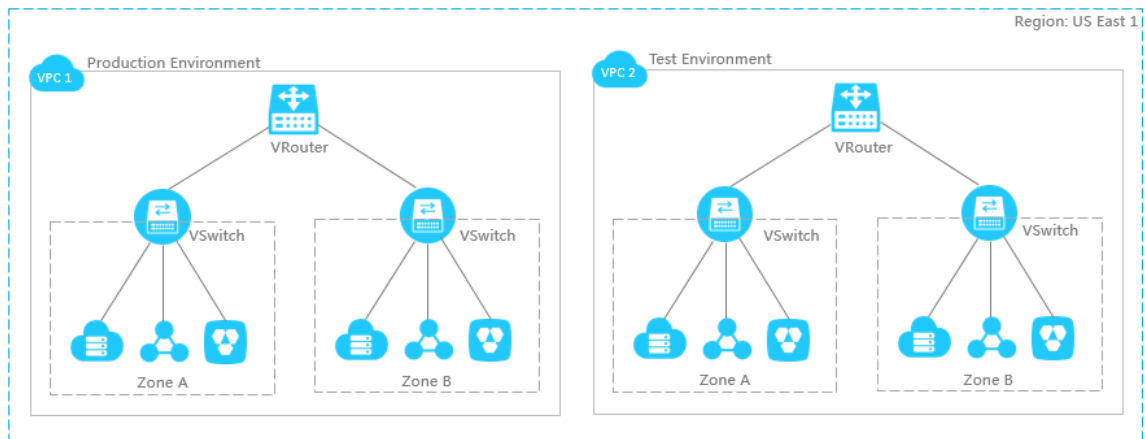 Region: US East 1
VPC 1
Production Environment
VRouter
VSwitch
VSwitch
Zone A
Zone B
VPC 2
Test Environment
VRouter
VSwitch
VSwitch
Zone A
Zone B